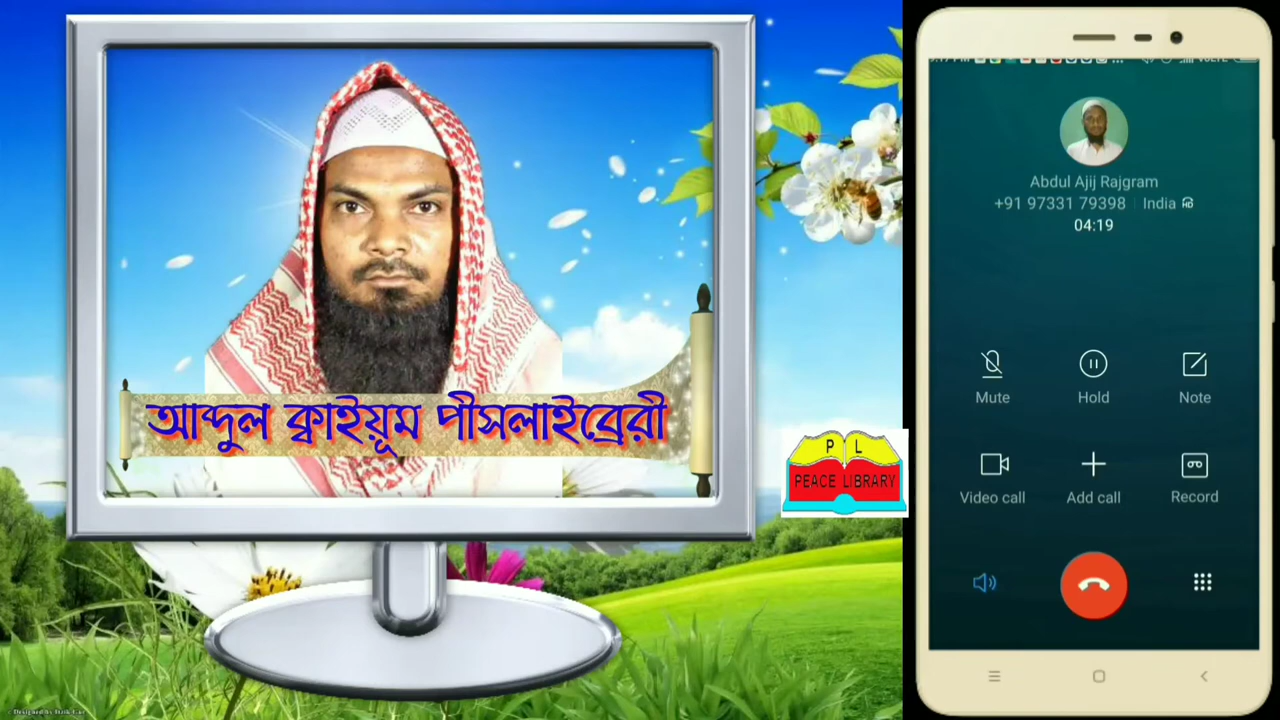 আব্দুল ক্বাইয়ূম পীসলাইব্রেরী
P L
PEACE LIBRARY
Abdul Ajij Rajgram
+91 97331 79398 | India
04:19
Mute
Hold
Note
Video call
Add call
Record